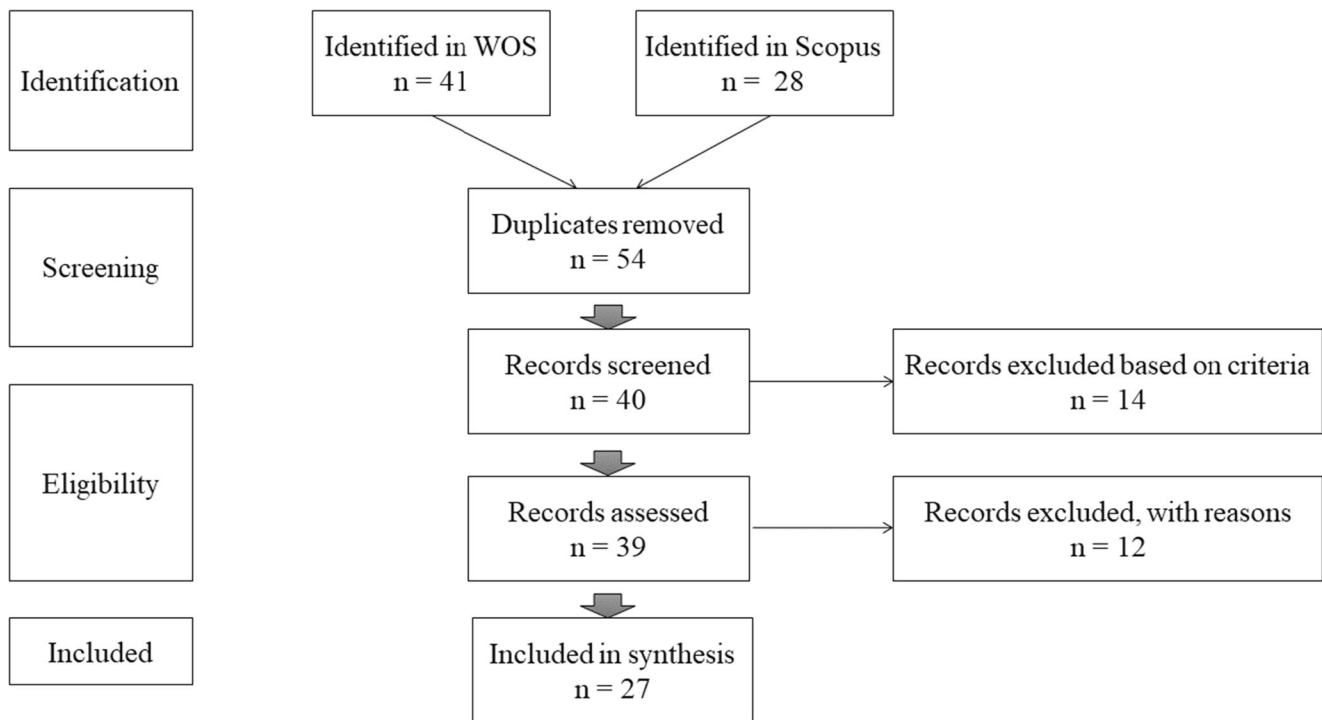 Identification
Identified in WOS
n = 41
Identified in Scopus
n = 28
Screening
Duplicates removed
n = 54
Records screened
n = 40
Records excluded based on criteria
n = 14
Eligibility
Records assessed
n = 39
Records excluded, with reasons
n = 12
Included
Included in synthesis
n = 27